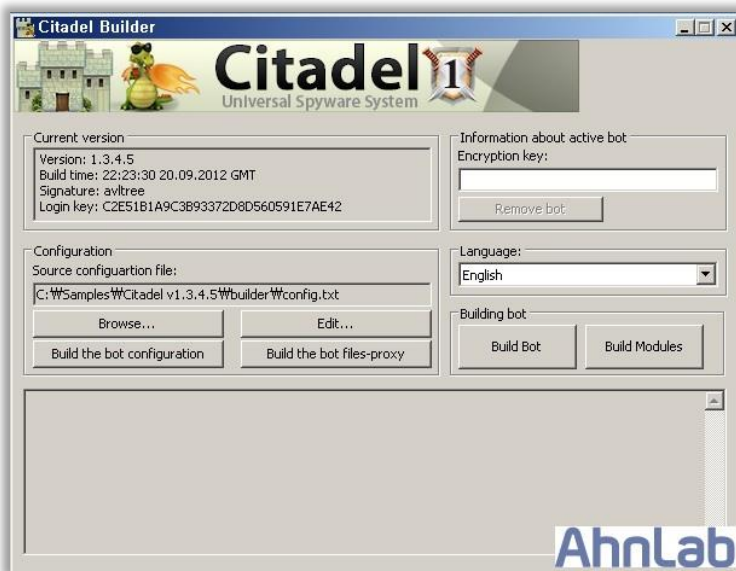 Citadel Builder
Citadel 1
Universal Spyware System
Current version
Version: 1.3.4.5
Build time: 22:23:30 20.09.2012 GMT
Signature: avltree
Login key: C2E51B1A9C3B93372D8D560591E7AE42
Information about active bot
Encryption key:
Remove bot
Configuration
Source configuartion file:
C:₩Samples₩Citadel v1.3.4.5₩builder₩config.txt
Browse...
Edit...
Build the bot configuration
Build the bot files-proxy
Language:
English
Building bot
Build Bot
Build Modules
AhnLab